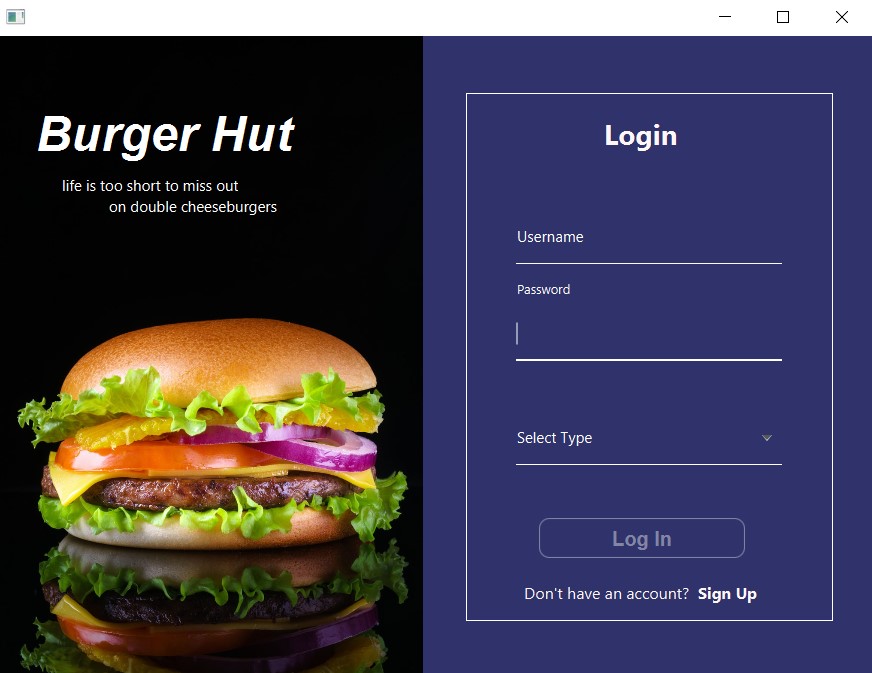 Burger Hut
life is too short to miss out
on double cheeseburgers
Login
Username
Password
Select Type
Log In
Don't have an account? Sign Up